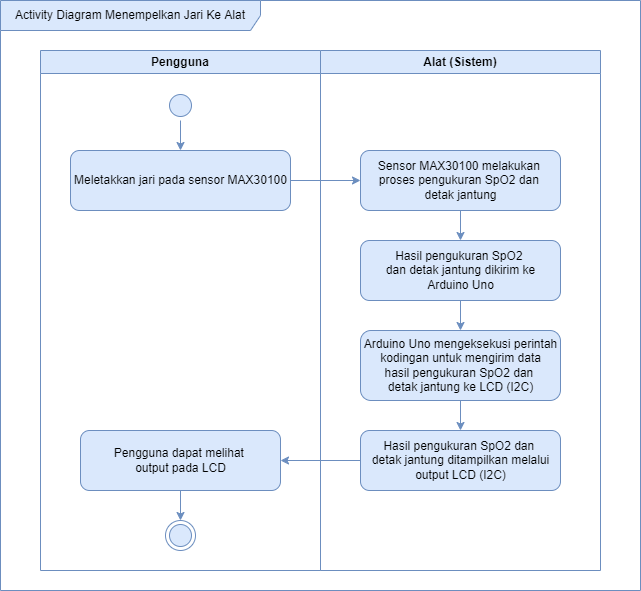 Activity Diagram Menempelkan Jari Ke Alat
Pengguna
Alat (Sistem)
Meletakkan jari pada sensor MAX30100
Sensor MAX30100 melakukan
proses pengukuran SpO2 dan
detak jantung
Hasil pengukuran SpO2
dan detak jantung dikirim ke
Arduino Uno
Arduino Uno mengeksekusi perintah
kodingan untuk mengirim data
hasil pengukuran SpO2 dan
detak jantung ke LCD (I2C)
Hasil pengukuran SpO2 dan
detak jantung ditampilkan melalui
output LCD (I2C)
Pengguna dapat melihat
output pada LCD